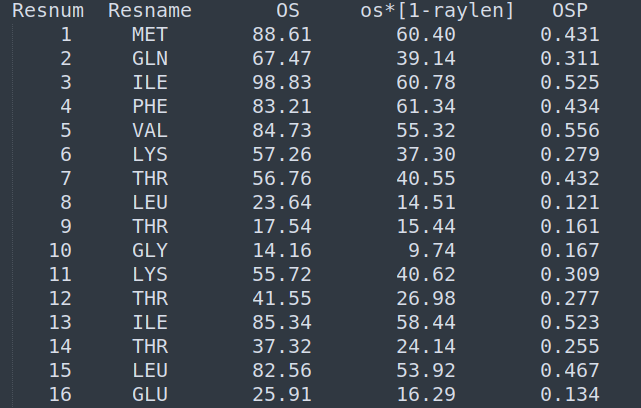 Resnum Resname OS os*[1-raylen] OSP
1 MET 88.61 60.40 0.431
2 GLN 67.47 39.14 0.311
3 ILE 98.83 60.78 0.525
4 PHE 83.21 61.34 0.434
5 VAL 84.73 55.32 0.556
6 LYS 57.26 37.30 0.279
7 THR 56.76 40.55 0.432
8 LEU 23.64 14.51 0.121
9 THR 17.54 15.44 0.161
10 GLY 14.16 9.74 0.167
11 LYS 55.72 40.62 0.309
12 THR 41.55 26.98 0.277
13 ILE 85.34 58.44 0.523
14 THR 37.32 24.14 0.255
15 LEU 82.56 53.92 0.467
16 GLU 25.91 16.29 0.134